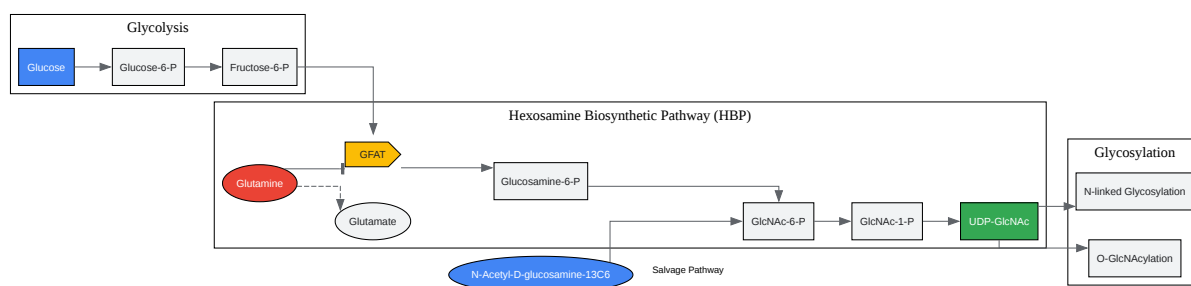 Glycolysis
Glucose
Glucose-6-P
Fructose-6-P
Hexosamine Biosynthetic Pathway (HBP)
GFAT
Glutamine
Glutamate
Glucosamine-6-P
GlcNAc-6-P
GlcNAc-1-P
UDP-GlcNAc
Glycosylation
N-linked Glycosylation
O-GlcNAcylation
N-Acetyl-D-glucosamine-13C6
Salvage Pathway